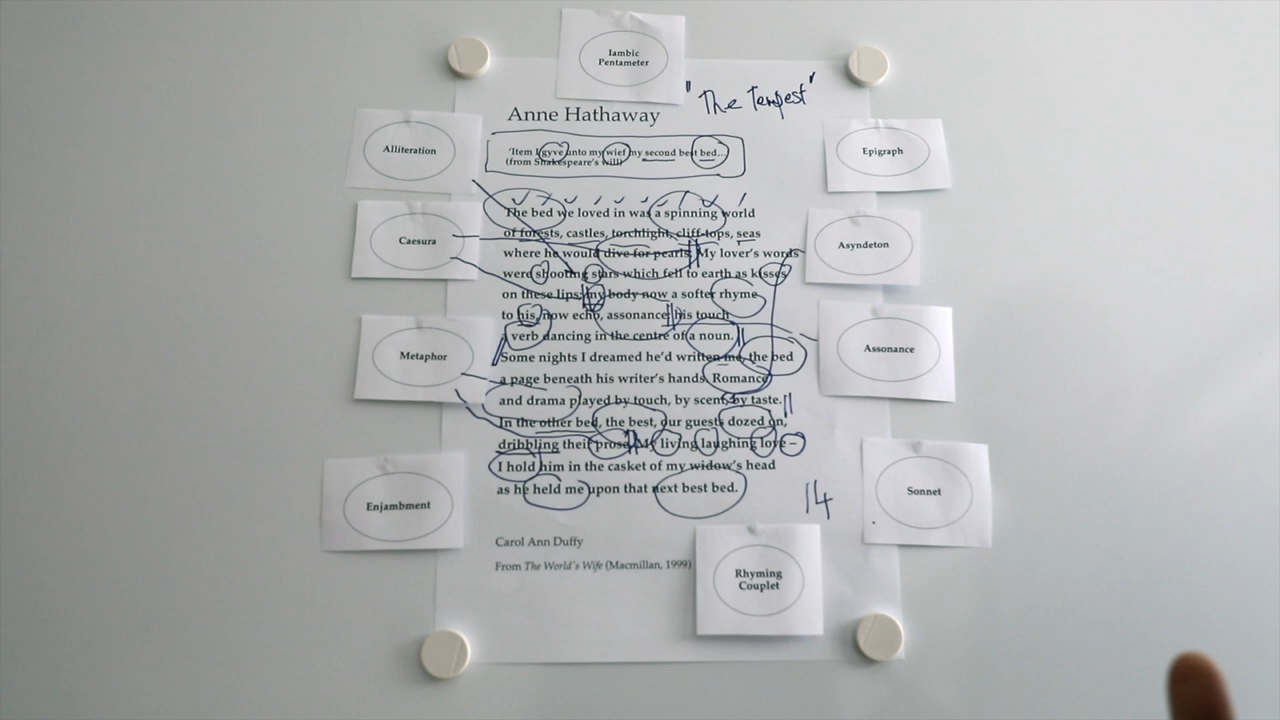 Iambic
Pentameter
"The tempest"
Anne Hathaway
'Item I gyve unto my wief my second best bed...
(from Shakespeare's will)
Alliteration
Epigraph
The bed we loved in was a spinning world
of forests, castles, torchlight, cliff-tops, seas
where he would dive for pearls. My lover's words
were shooting stars which fell to earth as kisses
on these lips; my body now a softer rhyme
to his, now echo, assonance; his touch
a verb dancing in the centre of a noun.
Some nights I dreamed he'd written me, the bed
a page beneath his writer's hands. Romance
and drama played by touch, by scent, by taste.
In the other bed, the best, our guests dozed on,
dribbling their prose. My living laughing love –
I hold him in the casket of my widow's head
as he held me upon that next best bed.
Caesura
Asyndeton
Metaphor
Assonance
Enjambment
Sonnet
14
Carol Ann Duffy
From The World's Wife (Macmillan, 1999)
Rhyming
Couplet